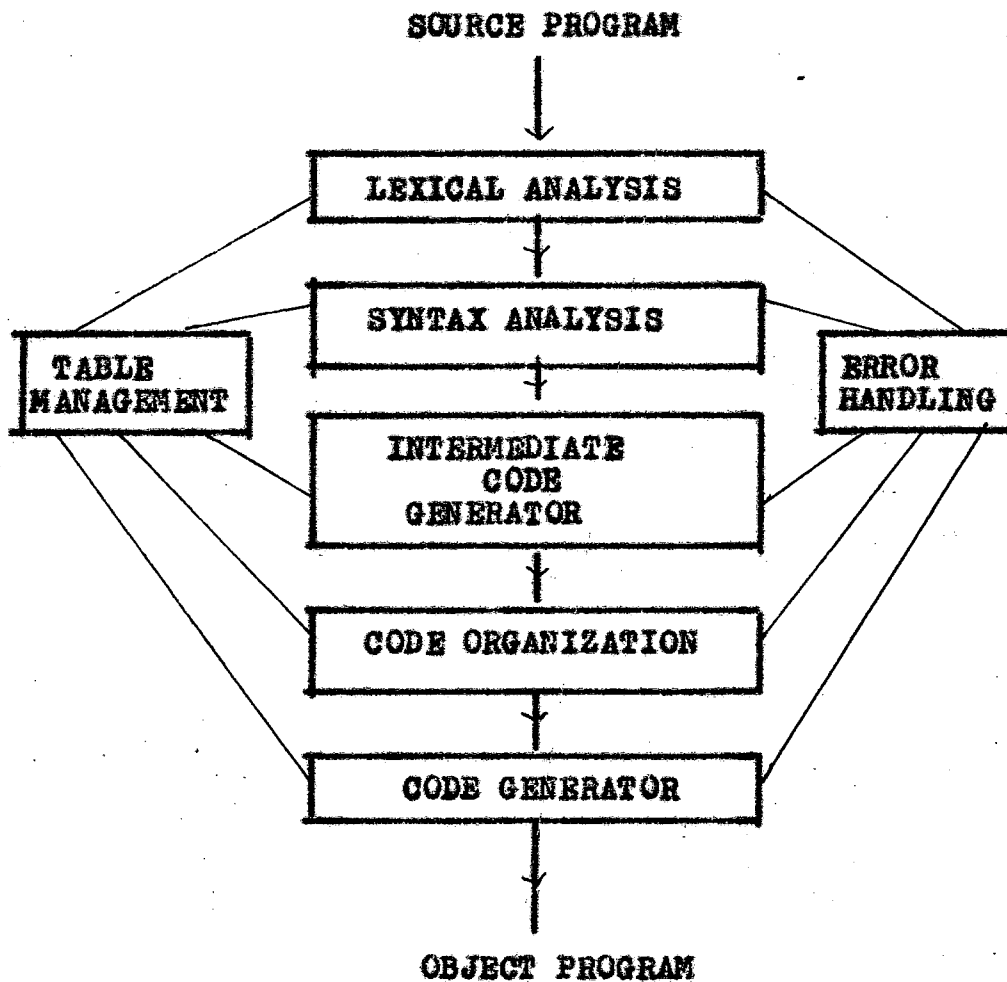 SOURCE PROGRAM
LEXICAL ANALYSIS
SYNTAX ANALYSIS
TABLE
MANAGEMENT
ERROR
HANDLING
INTERMEDIATE
CODE
GENERATOR
CODE ORGANIZATION
CODE GENERATOR
OBJECT PROGRAM